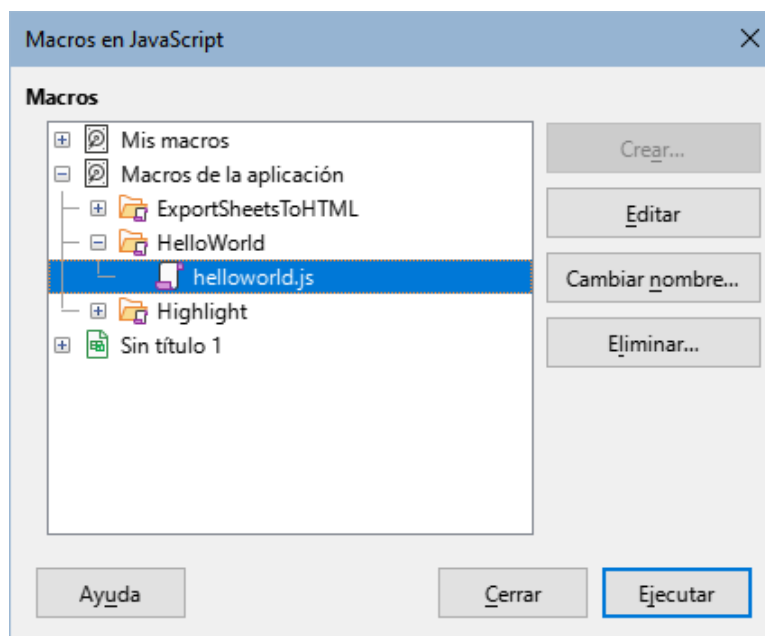 Macros en JavaScript
Macros
Mis macros
Macros de la aplicación
ExportSheetsToHTML
HelloWorld
helloworld.js
Highlight
Sin título 1
Crear...
Editar
Cambiar nombre...
Eliminar...
Ayuda
Cerrar
Ejecutar